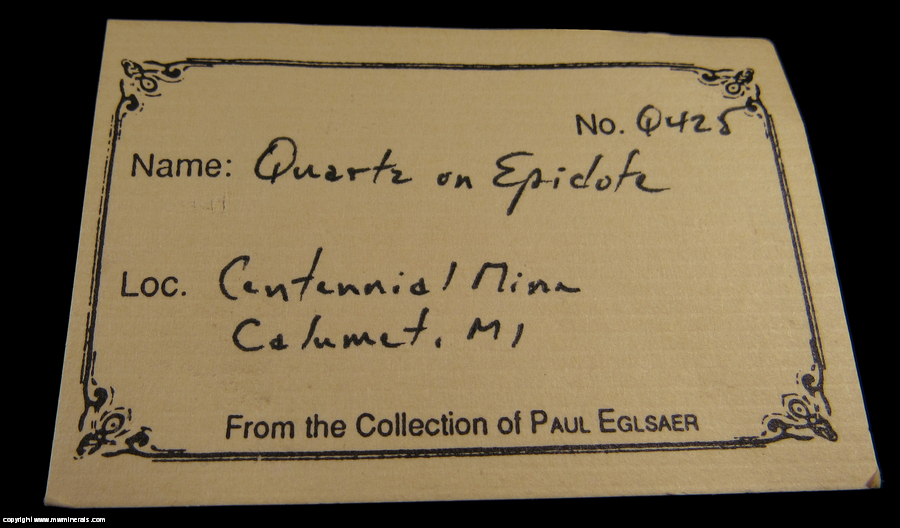 No. Q425
Name: Quartz on Epidote
Loc. Centennial Mine
Calumet, MI
From the Collection of PAUL EGLSAER
copyright www.mwminerals.com